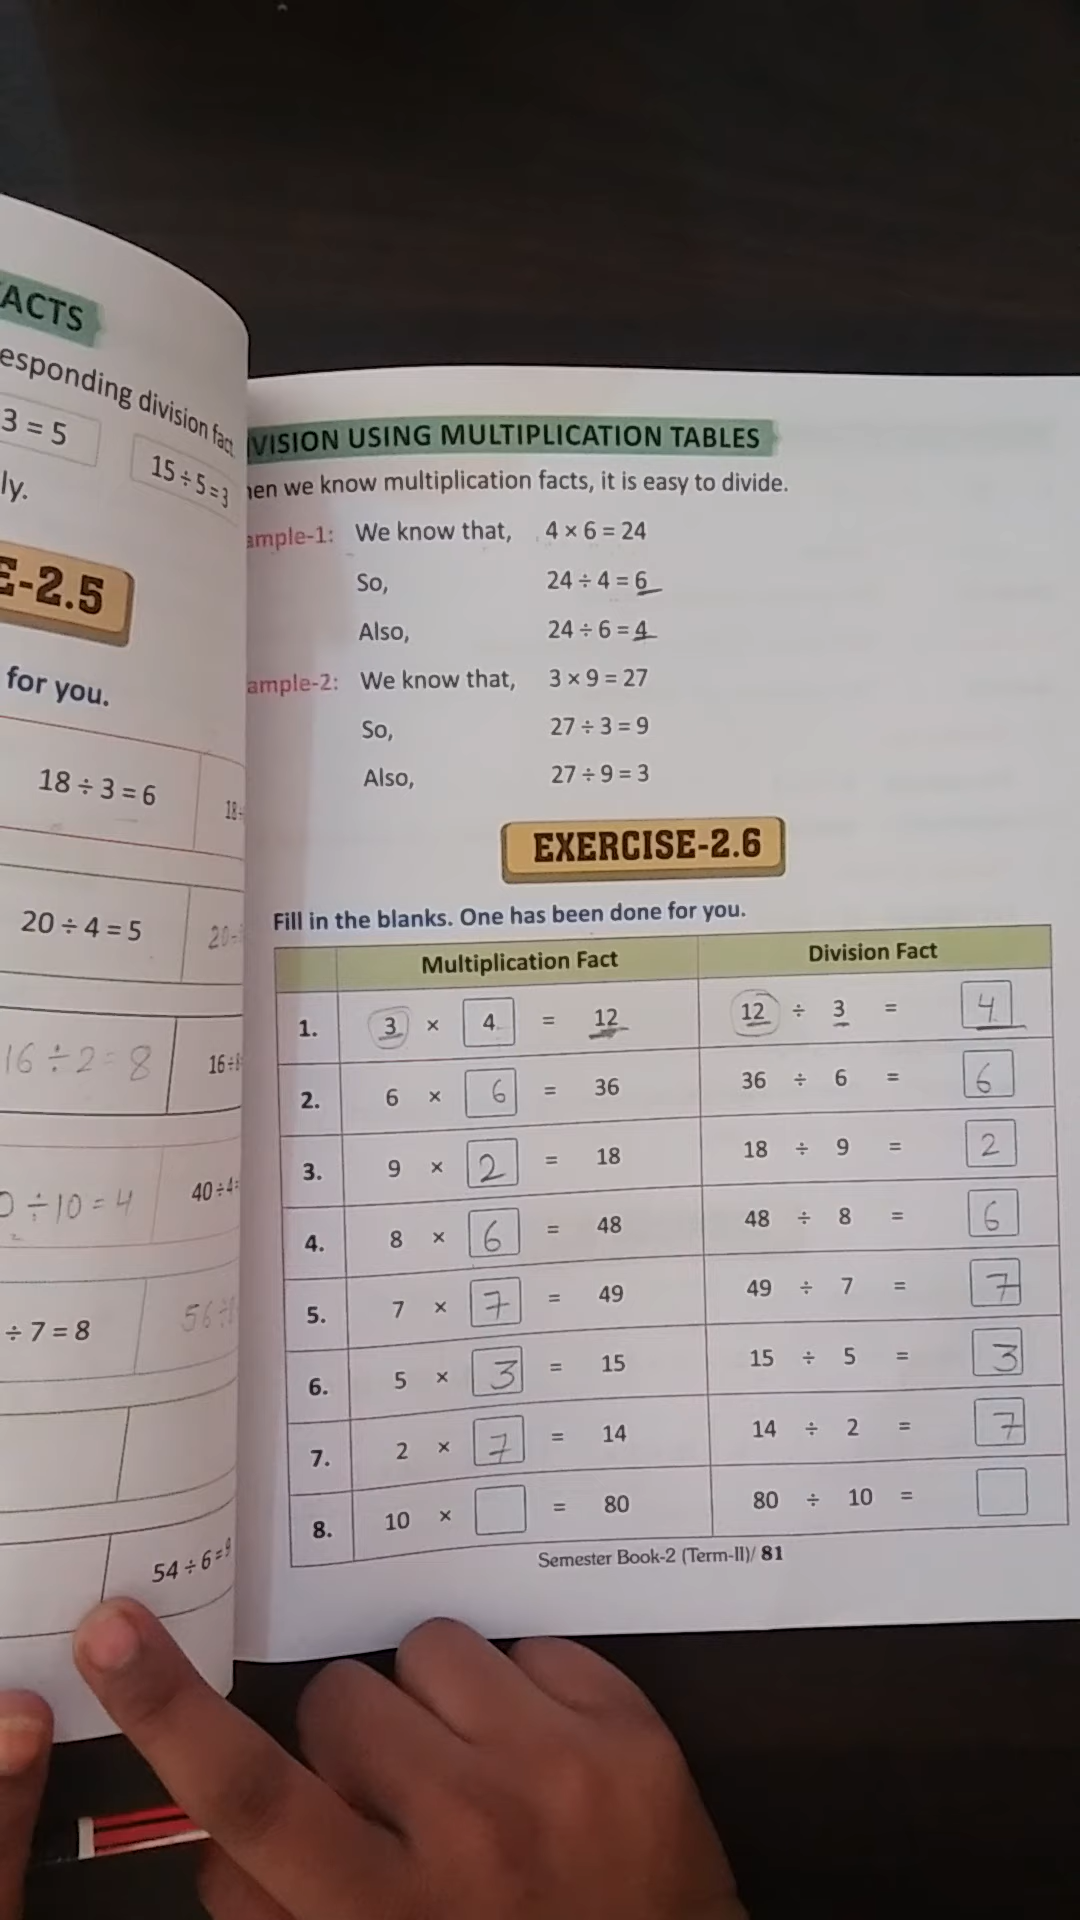 ACTS
esponding division fact
3 = 5
15 ÷ 5 = 3
ly.
E-2.5
for you.
18 ÷ 3 = 6
18÷
20 ÷ 4 = 5
20÷
16 ÷ 2 = 8
16÷8
0 ÷ 10 = 4
40÷4=
÷ 7 = 8
56÷
54 ÷ 6 = 9
VISION USING MULTIPLICATION TABLES
hen we know multiplication facts, it is easy to divide.
ample-1: We know that, 4 × 6 = 24
So, 24 ÷ 4 = 6
Also, 24 ÷ 6 = 4
ample-2: We know that, 3 × 9 = 27
So, 27 ÷ 3 = 9
Also, 27 ÷ 9 = 3
EXERCISE-2.6
Fill in the blanks. One has been done for you.
Multiplication Fact Division Fact
1. 3 × 4 = 12 12 ÷ 3 = 4
2. 6 × 6 = 36 36 ÷ 6 = 6
3. 9 × 2 = 18 18 ÷ 9 = 2
4. 8 × 6 = 48 48 ÷ 8 = 6
5. 7 × 7 = 49 49 ÷ 7 = 7
6. 5 × 3 = 15 15 ÷ 5 = 3
7. 2 × 7 = 14 14 ÷ 2 = 7
8. 10 × = 80 80 ÷ 10 =
Semester Book-2 (Term-II)/ 81